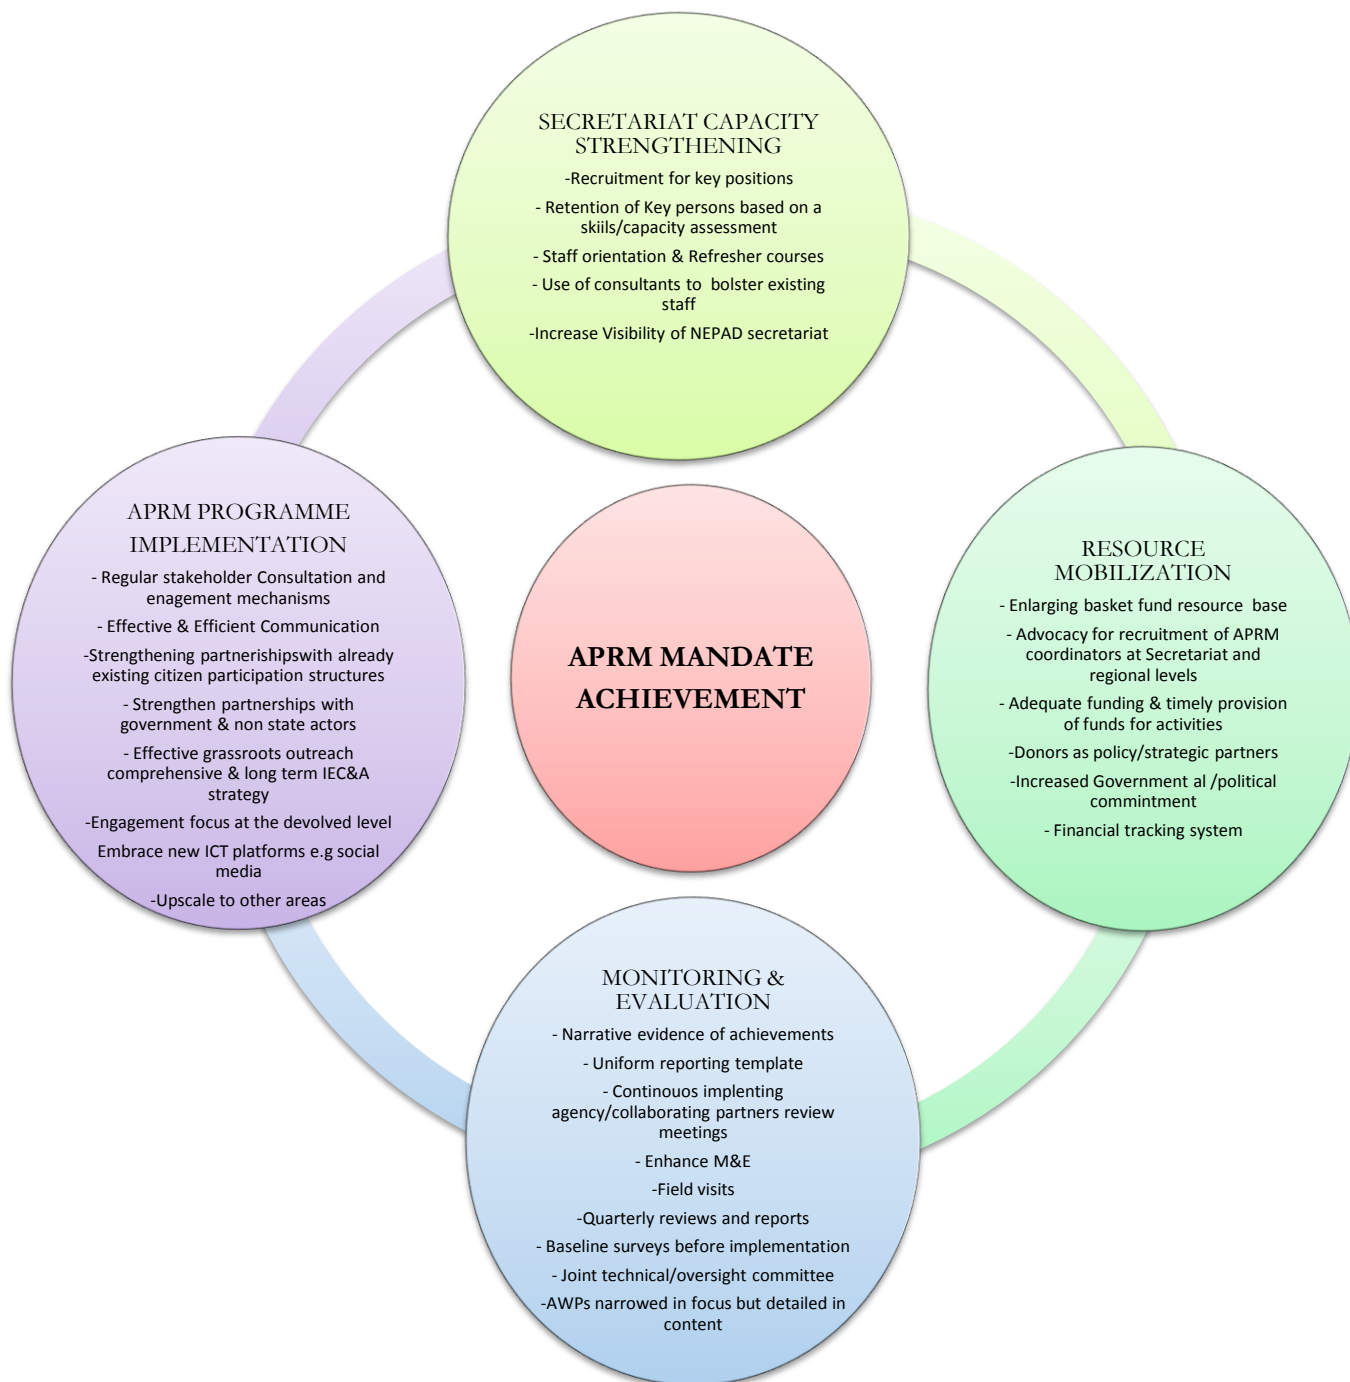 SECRETARIAT CAPACITY
STRENGTHENING
-Recruitment for key positions
- Retention of Key persons based on a
skiils/capacity assessment
- Staff orientation & Refresher courses
- Use of consultants to  bolster existing
staff
-Increase Visibility of NEPAD secretariat
APRM PROGRAMME
IMPLEMENTATION
- Regular stakeholder Consultation and
enagement mechanisms
- Effective & Efficient Communication
-Strengthening partnerishipswith already
existing citizen participation structures
- Strengthen partnerships with
government & non state actors
- Effective grassroots outreach
comprehensive & long term IEC&A
strategy
-Engagement focus at the devolved level
Embrace new ICT platforms e.g social
media
-Upscale to other areas
APRM MANDATE
ACHIEVEMENT
RESOURCE
MOBILIZATION
- Enlarging basket fund resource  base
- Advocacy for recruitment of APRM
coordinators at Secretariat and
regional levels
- Adequate funding & timely provision
of funds for activities
-Donors as policy/strategic partners
-Increased Government al /political
commintment
- Financial tracking system
MONITORING &
EVALUATION
- Narrative evidence of achievements
- Uniform reporting template
- Continouos implenting
agency/collaborating partners review
meetings
- Enhance M&E
-Field visits
-Quarterly reviews and reports
- Baseline surveys before implementation
- Joint technical/oversight committee
-AWPs narrowed in focus but detailed in
content